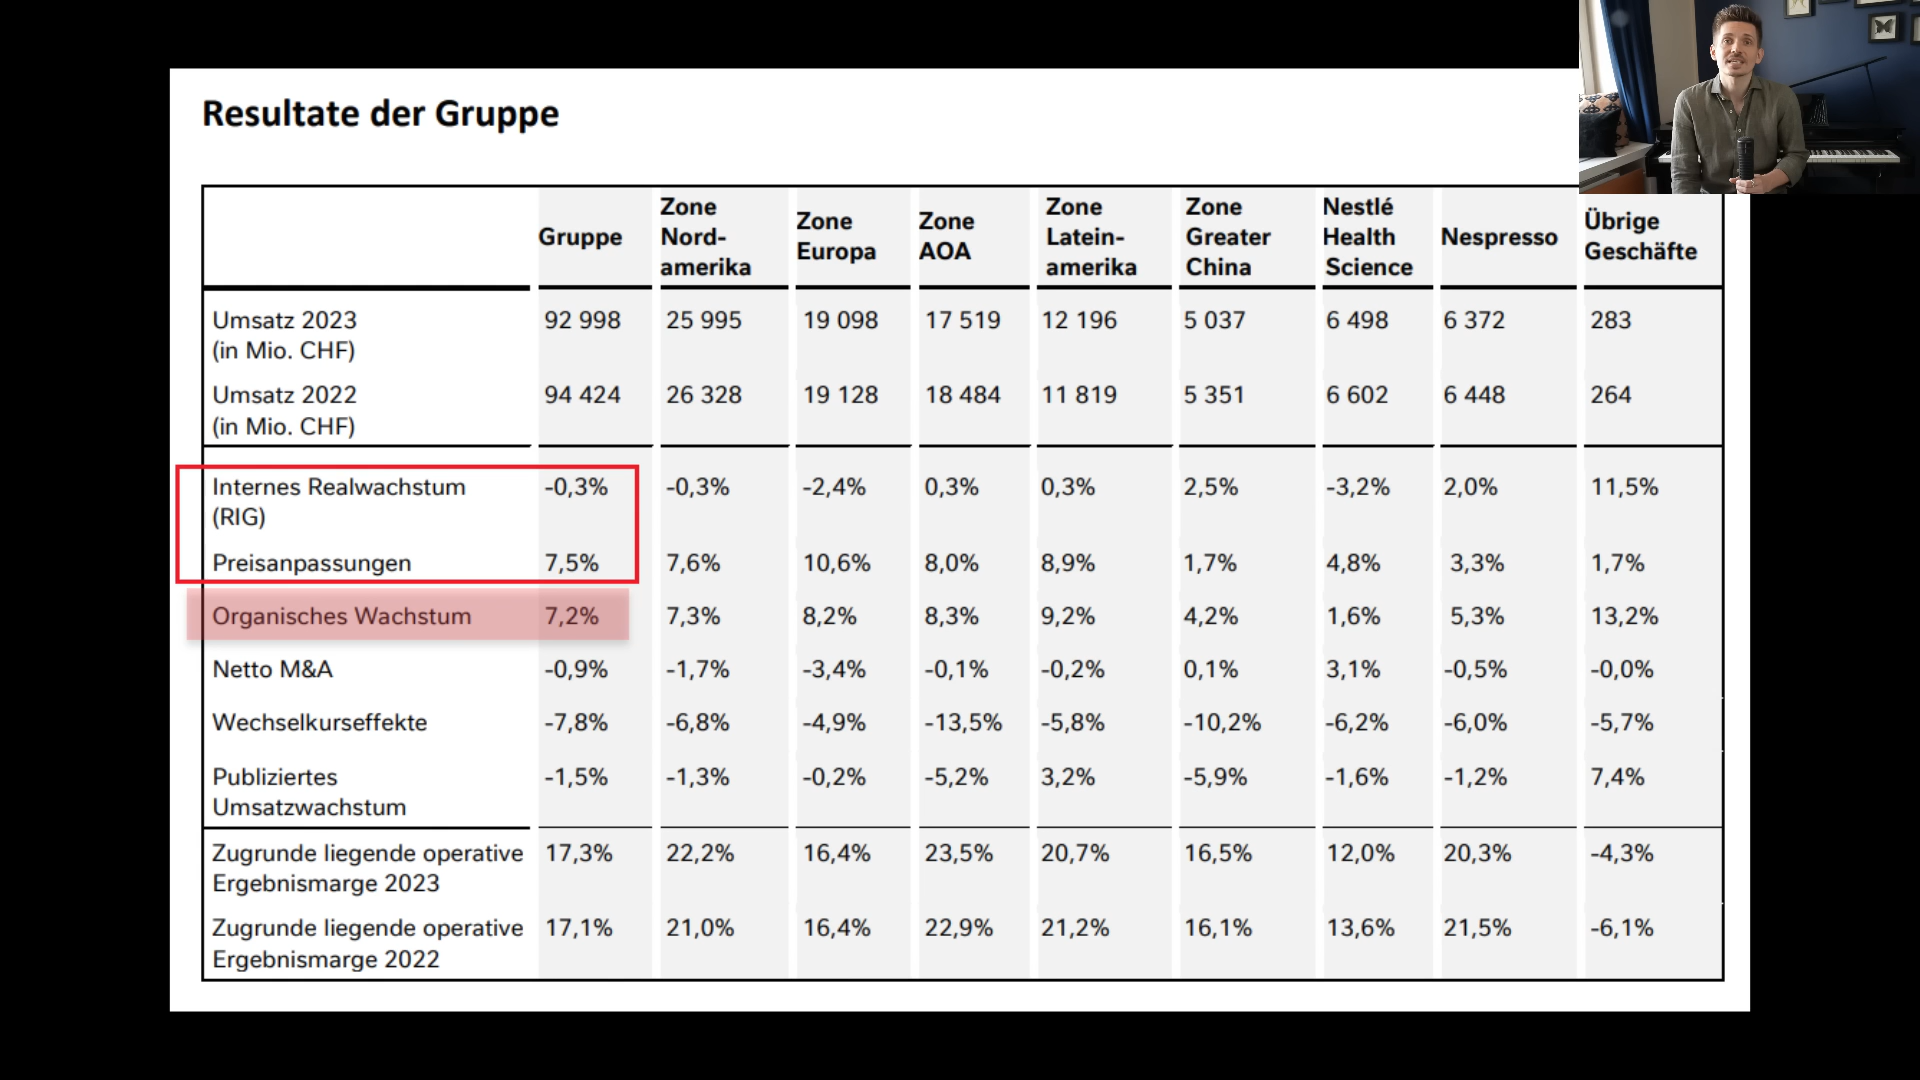 Resultate der Gruppe
Gruppe
Zone
Nord-
amerika
Zone
Europa
Zone
AOA
Zone
Latein-
amerika
Zone
Greater
China
Nestlé
Health
Science
Nespresso
Übrige
Geschäfte
Umsatz 2023
(in Mio. CHF)
92 998 25 995 19 098 17 519 12 196 5 037 6 498 6 372 283
Umsatz 2022
(in Mio. CHF)
94 424 26 328 19 128 18 484 11 819 5 351 6 602 6 448 264
Internes Realwachstum
(RIG)
-0,3% -0,3% -2,4% 0,3% 0,3% 2,5% -3,2% 2,0% 11,5%
Preisanpassungen 7,5% 7,6% 10,6% 8,0% 8,9% 1,7% 4,8% 3,3% 1,7%
Organisches Wachstum 7,2% 7,3% 8,2% 8,3% 9,2% 4,2% 1,6% 5,3% 13,2%
Netto M&A -0,9% -1,7% -3,4% -0,1% -0,2% 0,1% 3,1% -0,5% -0,0%
Wechselkurseffekte -7,8% -6,8% -4,9% -13,5% -5,8% -10,2% -6,2% -6,0% -5,7%
Publiziertes
Umsatzwachstum
-1,5% -1,3% -0,2% -5,2% 3,2% -5,9% -1,6% -1,2% 7,4%
Zugrunde liegende operative
Ergebnismarge 2023
17,3% 22,2% 16,4% 23,5% 20,7% 16,5% 12,0% 20,3% -4,3%
Zugrunde liegende operative
Ergebnismarge 2022
17,1% 21,0% 16,4% 22,9% 21,2% 16,1% 13,6% 21,5% -6,1%